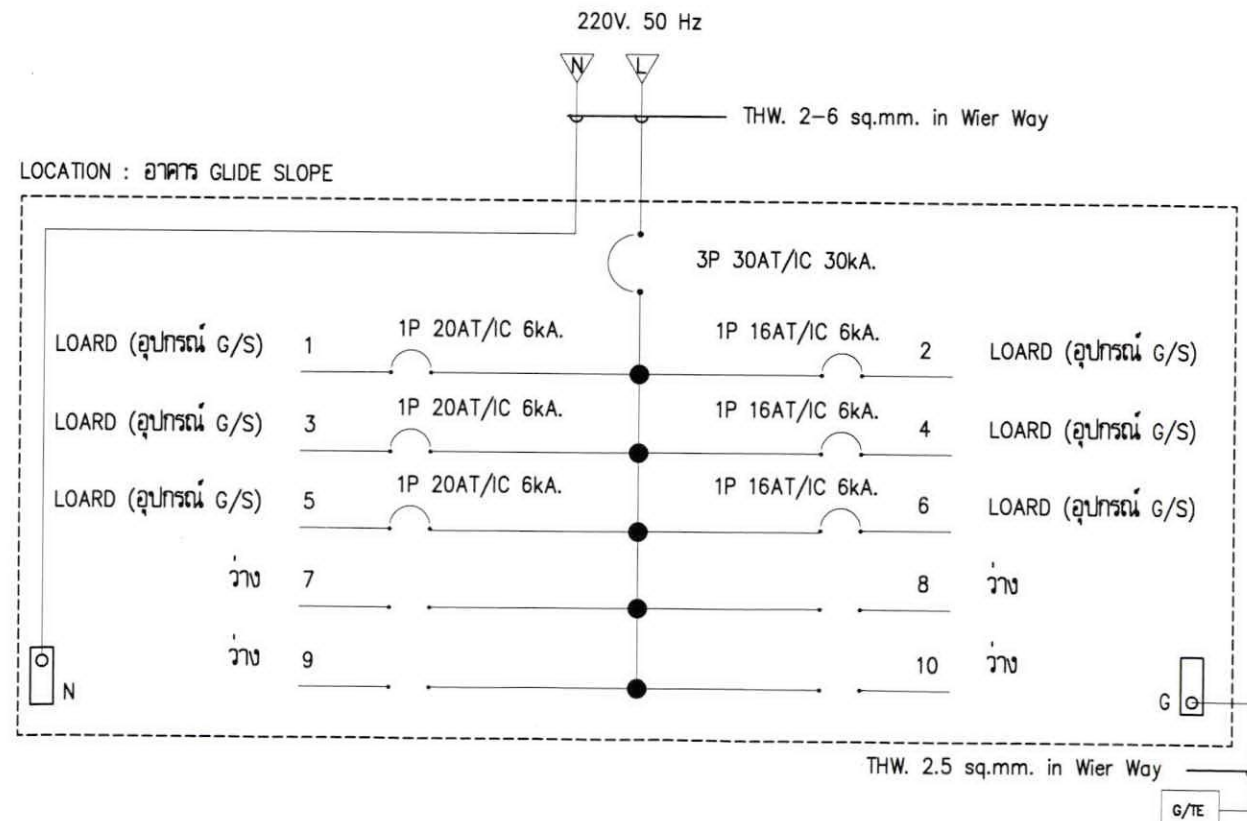 220V. 50 Hz
N L
THW. 2-6 sq.mm. in Wier Way
LOCATION : อาคาร GLIDE SLOPE
3P 30AT/IC 30kA.
LOARD (อุปกรณ์ G/S) 1 1P 20AT/IC 6kA. 1P 16AT/IC 6kA. 2 LOARD (อุปกรณ์ G/S)
LOARD (อุปกรณ์ G/S) 3 1P 20AT/IC 6kA. 1P 16AT/IC 6kA. 4 LOARD (อุปกรณ์ G/S)
LOARD (อุปกรณ์ G/S) 5 1P 20AT/IC 6kA. 1P 16AT/IC 6kA. 6 LOARD (อุปกรณ์ G/S)
ว่าง 7 8 ว่าง
ว่าง 9 10 ว่าง
N G
THW. 2.5 sq.mm. in Wier Way
G/TE